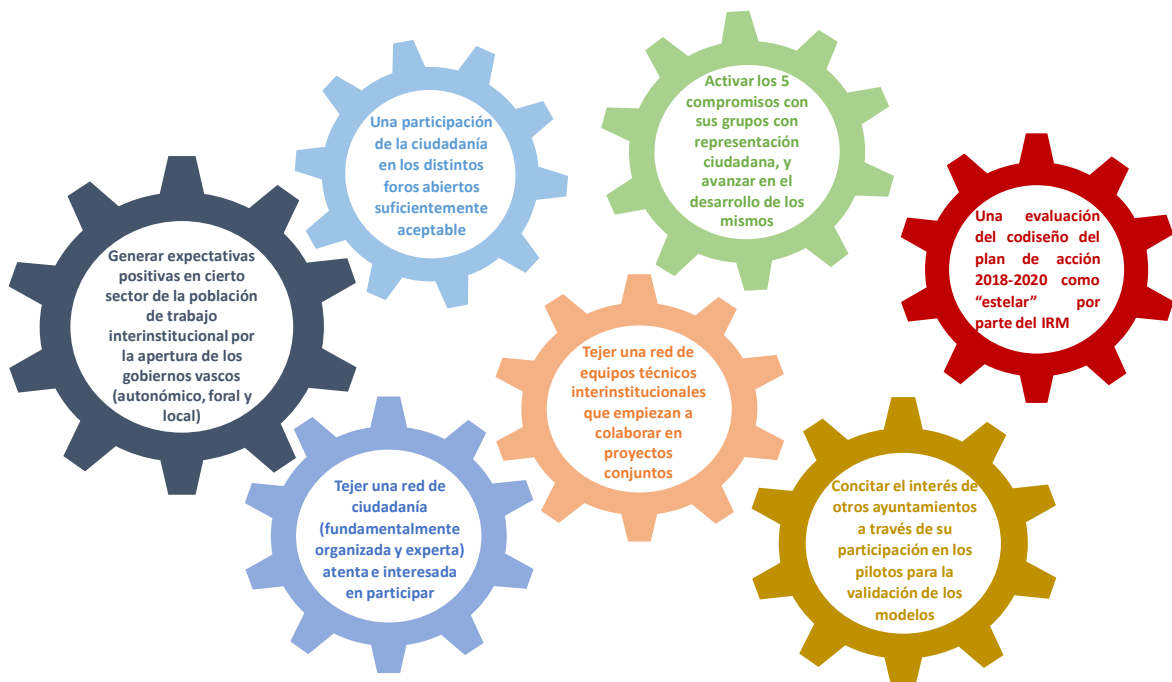 Generar expectativas
positivas en cierto
sector de la población
de trabajo
interinstitucional por
la apertura de los
gobiernos vascos
(autonómico, foral y
local)
Una participación
de la ciudadanía
en los distintos
foros abiertos
suficientemente
aceptable
Activar los 5
compromisos con
sus grupos con
representación
ciudadana, y
avanzar en el
desarrollo de los
mismos
Una evaluación
del codiseño del
plan de acción
2018-2020 como
“estelar” por
parte del IRM
Tejer una red de
equipos técnicos
interinstitucionales
que empiezan a
colaborar en
proyectos
conjuntos
Tejer una red de
ciudadanía
(fundamentalmente
organizada y experta)
atenta e interesada
en participar
Concitar el interés de
otros ayuntamientos
a través de su
participación en los
pilotos para la
validación de los
modelos